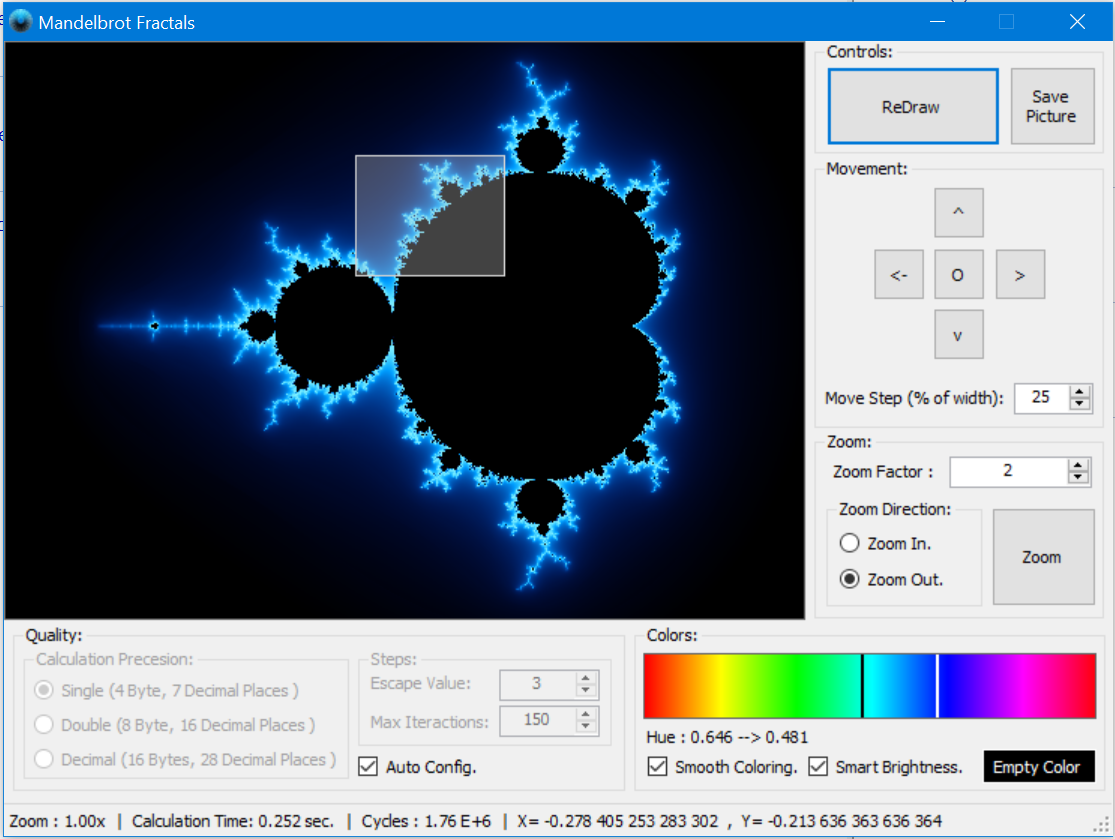 Mandelbrot Fractals
Controls:
ReDraw
Save
Picture
Movement:
^
<-
O
>
v
Move Step (% of width):
25
Zoom:
Zoom Factor :
2
Zoom Direction:
Zoom In.
Zoom Out.
Zoom
Quality:
Calculation Precesion:
Single (4 Byte, 7 Decimal Places )
Double (8 Byte, 16 Decimal Places )
Decimal (16 Bytes, 28 Decimal Places )
Steps:
Escape Value:
3
Max Iteractions:
150
Auto Config.
Colors:
Hue : 0.646 --> 0.481
Smooth Coloring.
Smart Brightness.
Empty Color
Zoom : 1.00x | Calculation Time: 0.252 sec. | Cycles : 1.76 E+6 | X= -0.278 405 253 283 302 , Y= -0.213 636 363 636 364